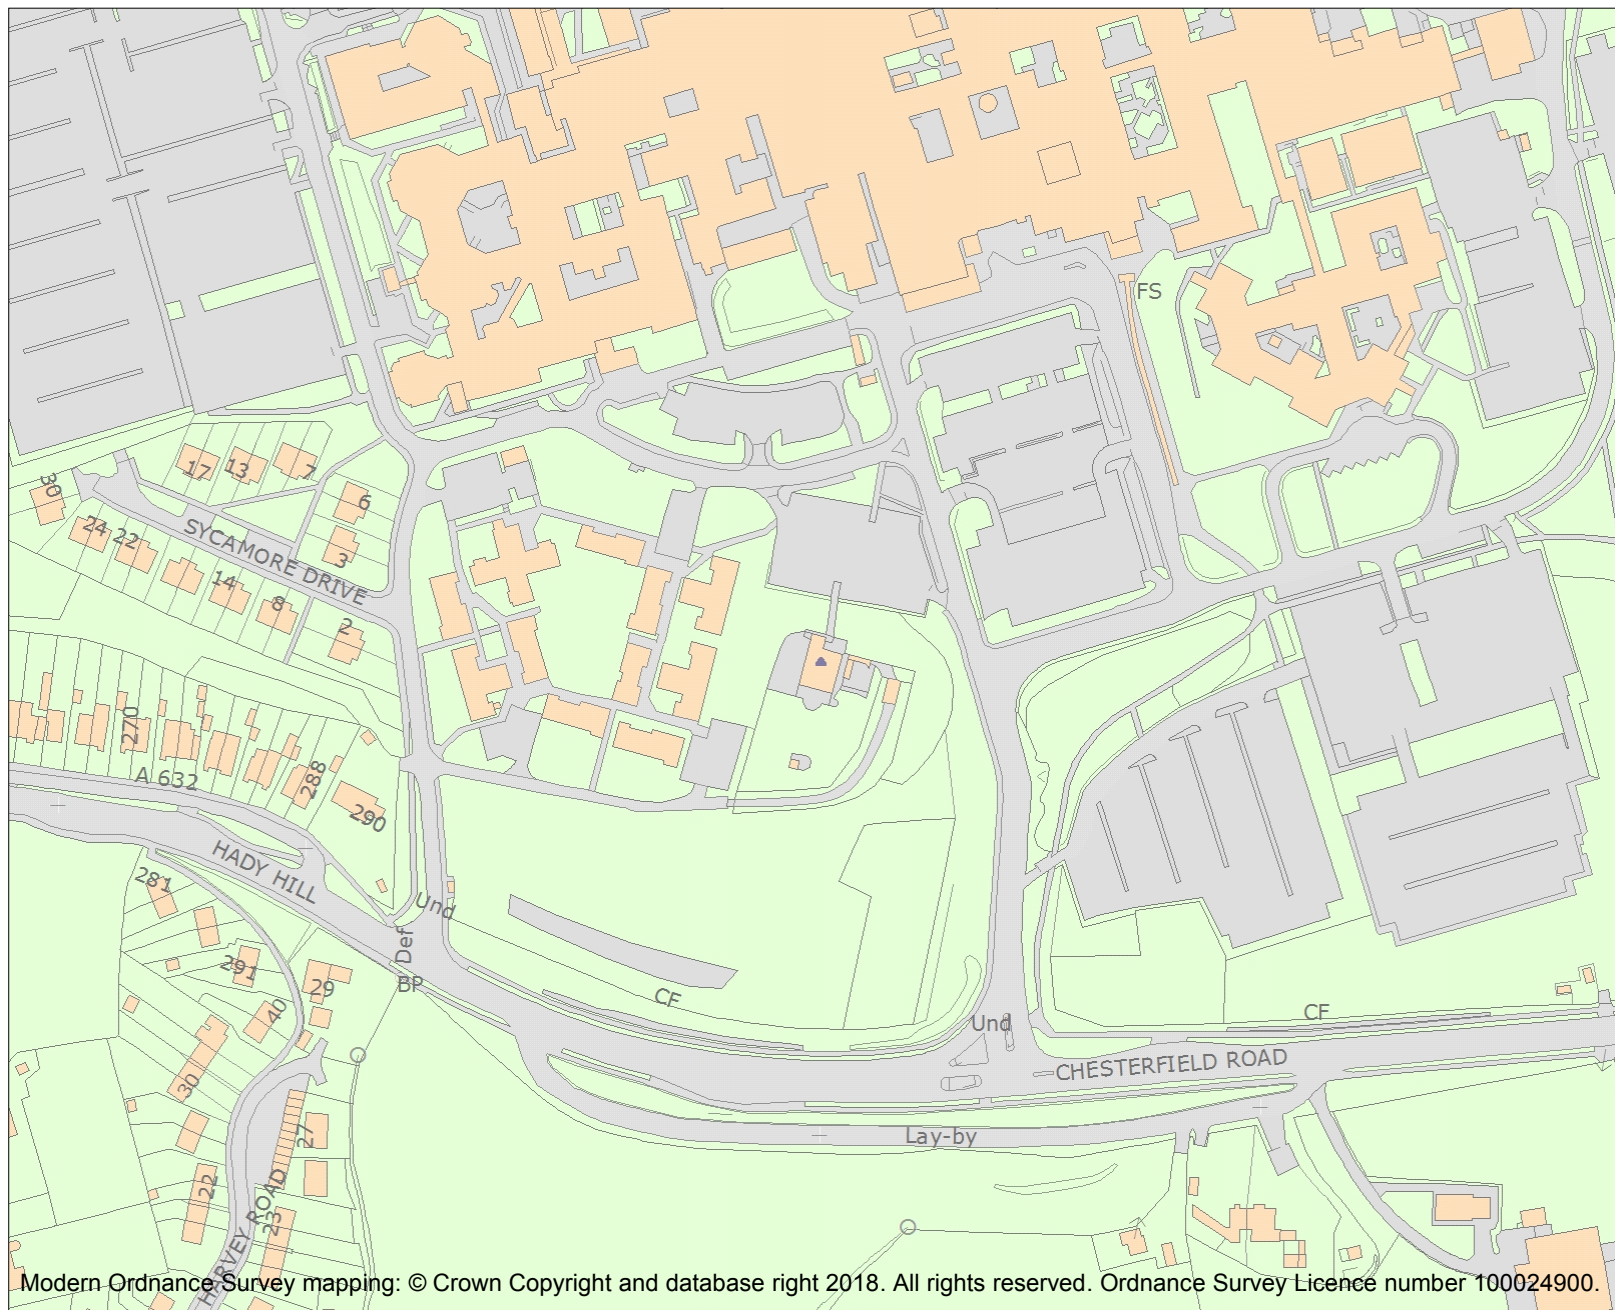 FS
17
13
7
30
6
24
22
SYCAMORE DRIVE
3
14
8
2
270
A 632
288
290
HADY HILL
281
Und
Def
291
29
BP
CF
40
Und
CF
CHESTERFIELD ROAD
30
27
Lay-by
22
HARVEY ROAD
23
Modern Ordnance Survey mapping: © Crown Copyright and database right 2018. All rights reserved. Ordnance Survey Licence number 100024900.